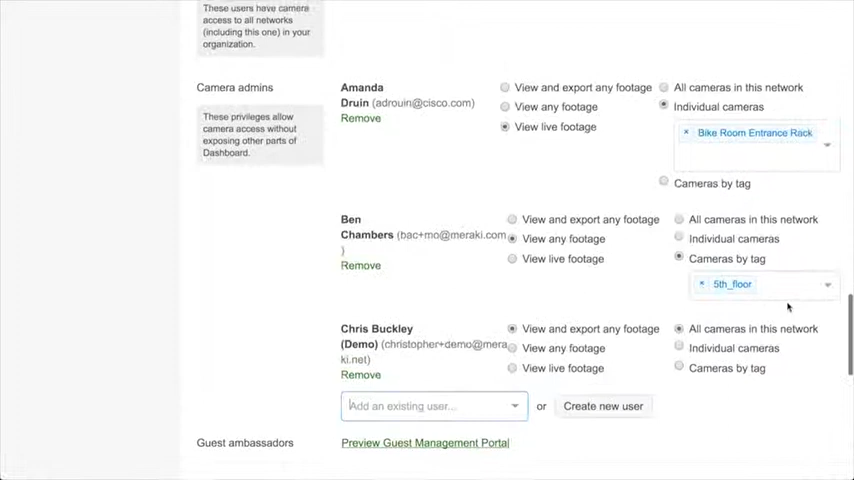 These users have camera
access to all networks
(including this one) in your
organization.
Camera admins
These privileges allow
camera access without
exposing other parts of
Dashboard.
Amanda
Druin (adrouin@cisco.com)
Remove
View and export any footage
View any footage
View live footage
All cameras in this network
Individual cameras
× Bike Room Entrance Rack
Cameras by tag
Ben
Chambers (bac+mo@meraki.com
)
Remove
View and export any footage
View any footage
View live footage
All cameras in this network
Individual cameras
Cameras by tag
× 5th_floor
Chris Buckley
(Demo) (christopher+demo@mera
ki.net)
Remove
View and export any footage
View any footage
View live footage
All cameras in this network
Individual cameras
Cameras by tag
Add an existing user...
or
Create new user
Guest ambassadors
Preview Guest Management Portal